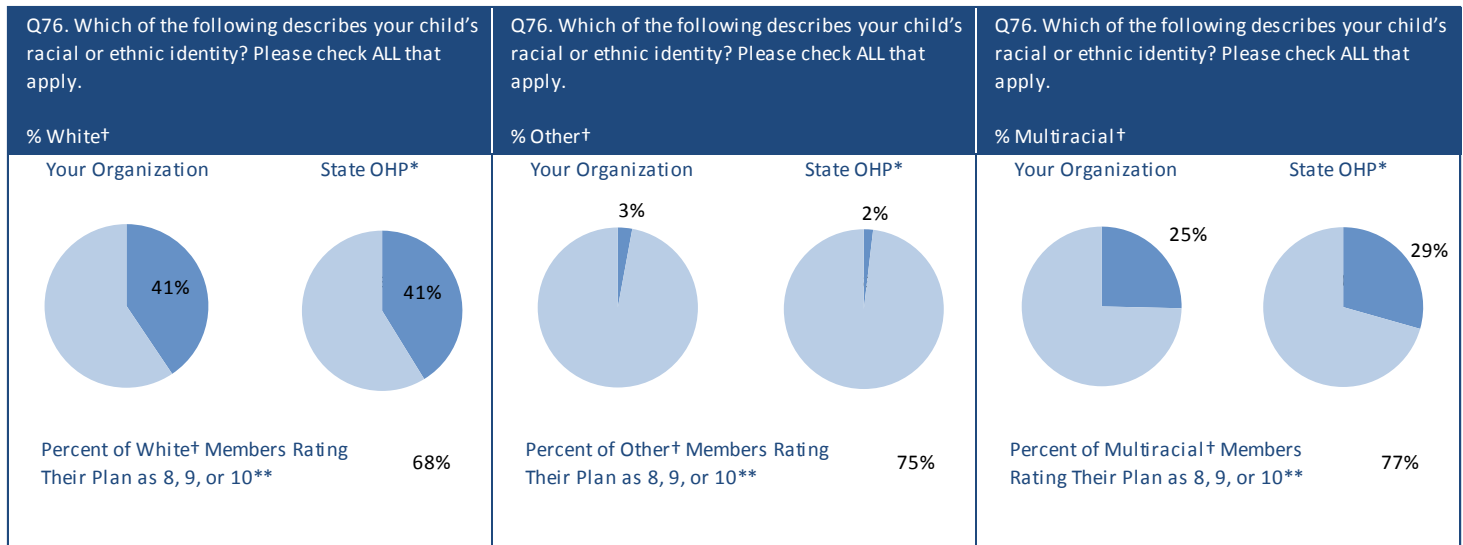 Q76. Which of the following describes your child's
racial or ethnic identity? Please check ALL that
apply.
% White†
Your Organization
State OHP*
41%
41%
Percent of White† Members Rating
Their Plan as 8, 9, or 10**
68%
Q76. Which of the following describes your child's
racial or ethnic identity? Please check ALL that
apply.
% Other†
Your Organization
State OHP*
3%
2%
Percent of Other† Members Rating
Their Plan as 8, 9, or 10**
75%
Q76. Which of the following describes your child's
racial or ethnic identity? Please check ALL that
apply.
% Multiracial†
Your Organization
State OHP*
25%
29%
Percent of Multiracial† Members
Rating Their Plan as 8, 9, or 10**
77%